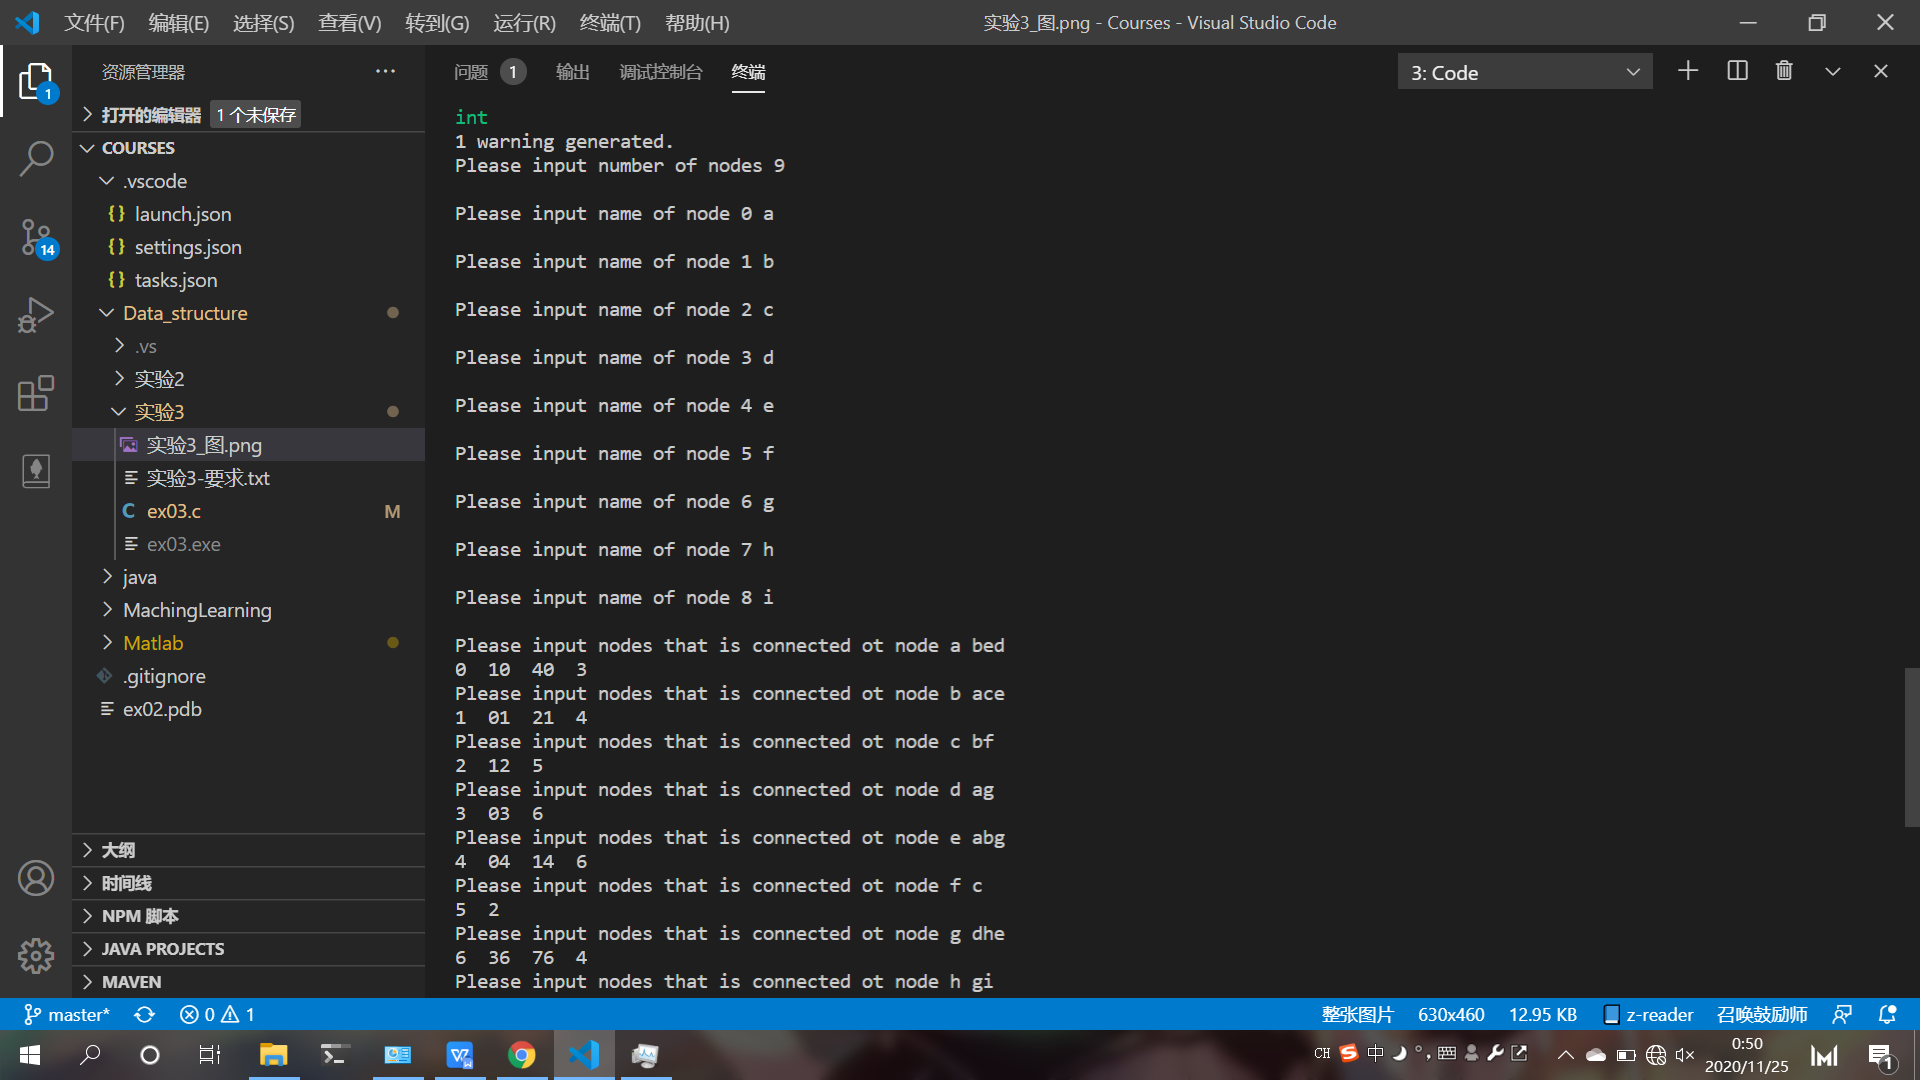 文件(F) 编辑(E) 选择(S) 查看(V) 转到(G) 运行(R) 终端(T) 帮助(H) 实验3_图.png - Courses - Visual Studio Code
资源管理器
1
打开的编辑器 1 个未保存
COURSES
.vscode
{} launch.json
{} settings.json
14
{} tasks.json
Data_structure
.vs
实验2
实验3
实验3_图.png
实验3-要求.txt
C ex03.c M
ex03.exe
java
MachingLearning
Matlab
.gitignore
ex02.pdb
大纲
时间线
NPM 脚本
JAVA PROJECTS
MAVEN
问题 1 输出 调试控制台 终端 3: Code
int
1 warning generated.
Please input number of nodes 9
Please input name of node 0 a
Please input name of node 1 b
Please input name of node 2 c
Please input name of node 3 d
Please input name of node 4 e
Please input name of node 5 f
Please input name of node 6 g
Please input name of node 7 h
Please input name of node 8 i
Please input nodes that is connected ot node a bed
0  10  40  3
Please input nodes that is connected ot node b ace
1  01  21  4
Please input nodes that is connected ot node c bf
2  12  5
Please input nodes that is connected ot node d ag
3  03  6
Please input nodes that is connected ot node e abg
4  04  14  6
Please input nodes that is connected ot node f c
5  2
Please input nodes that is connected ot node g dhe
6  36  76  4
Please input nodes that is connected ot node h gi
master* 0 1 整张图片 630x460 12.95 KB z-reader 召唤鼓励师
CH 中 0:50
2020/11/25
1